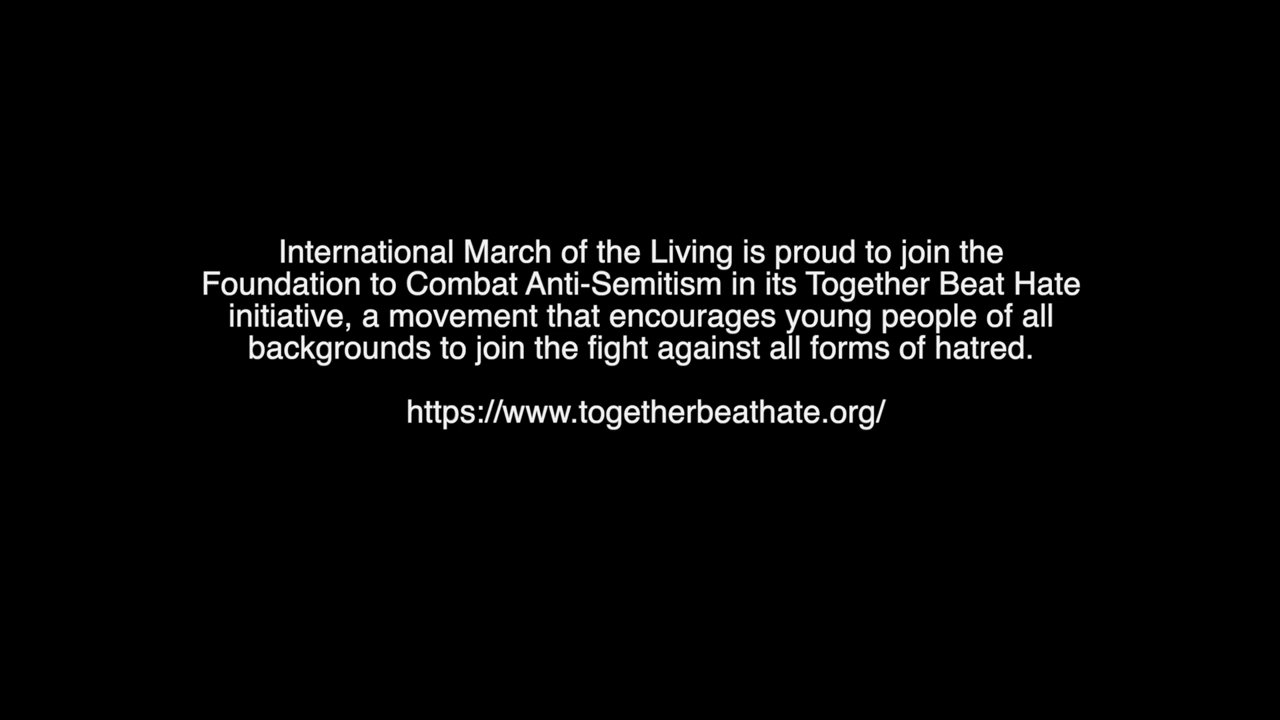 International March of the Living is proud to join the
Foundation to Combat Anti-Semitism in its Together Beat Hate
initiative, a movement that encourages young people of all
backgrounds to join the fight against all forms of hatred.
https://www.togetherbeathate.org/